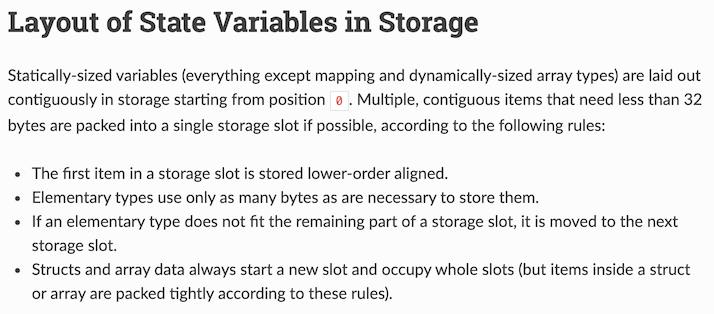 Layout of State Variables in Storage
Statically-sized variables (everything except mapping and dynamically-sized array types) are laid out
contiguously in storage starting from position 0. Multiple, contiguous items that need less than 32
bytes are packed into a single storage slot if possible, according to the following rules:
• The first item in a storage slot is stored lower-order aligned.
• Elementary types use only as many bytes as are necessary to store them.
• If an elementary type does not fit the remaining part of a storage slot, it is moved to the next
storage slot.
• Structs and array data always start a new slot and occupy whole slots (but items inside a struct
or array are packed tightly according to these rules).